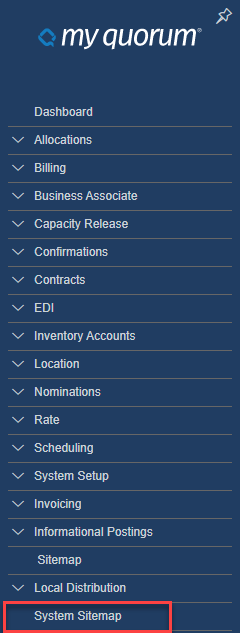 my quorum®
Dashboard
Allocations
Billing
Business Associate
Capacity Release
Confirmations
Contracts
EDI
Inventory Accounts
Location
Nominations
Rate
Scheduling
System Setup
Invoicing
Informational Postings
Sitemap
Local Distribution
System Sitemap